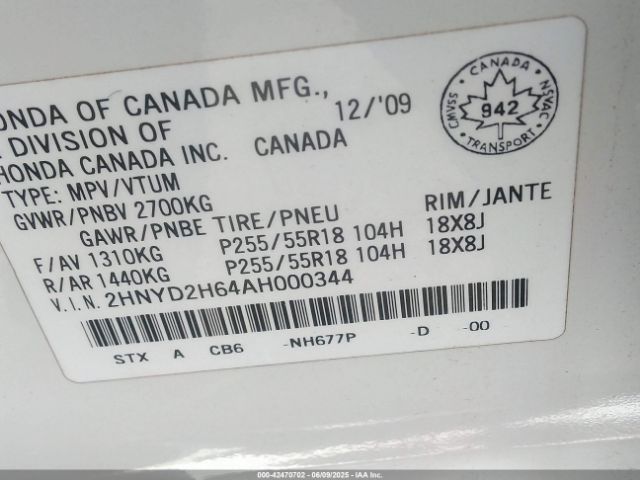 ONDA OF CANADA MFG.,
DIVISION OF
HONDA CANADA INC.
12/'09
CANADA
TYPE: MPV/VTUM
GVWR/PNBV 2700KG
GAWR/PNBE TIRE/PNEU RIM/JANTE
F/AV 1310KG P255/55R18 104H 18X8J
R/AR 1440KG P255/55R18 104H 18X8J
V.I.N. 2HNYD2H64AH000344
STX A CB6 -NH677P -D -00
CANADA
CMVSS 942 NSVAC
TRANSPORT
000-42470702 - 06/09/2025 - IAA Inc.